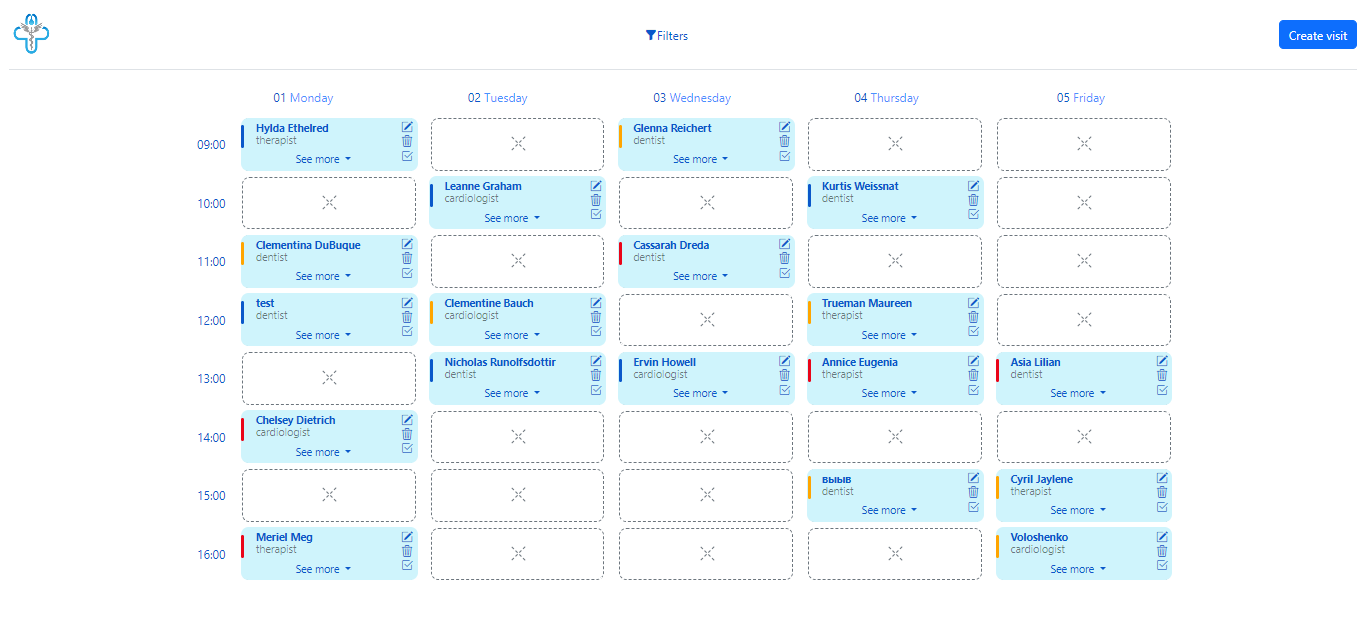 Filters
Create visit
01 Monday 02 Tuesday 03 Wednesday 04 Thursday 05 Friday
09:00
Hylda Ethelred
therapist
See more
Glenna Reichert
dentist
See more
10:00
Leanne Graham
cardiologist
See more
Kurtis Weissnat
dentist
See more
11:00
Clementina DuBuque
dentist
See more
Cassarah Dreda
dentist
See more
12:00
test
dentist
See more
Clementine Bauch
cardiologist
See more
Trueman Maureen
therapist
See more
13:00
Nicholas Runolfsdottir
dentist
See more
Ervin Howell
cardiologist
See more
Annice Eugenia
therapist
See more
Asia Lilian
dentist
See more
14:00
Chelsey Dietrich
cardiologist
See more
15:00
выыв
dentist
See more
Cyril Jaylene
therapist
See more
16:00
Meriel Meg
therapist
See more
Voloshenko
cardiologist
See more